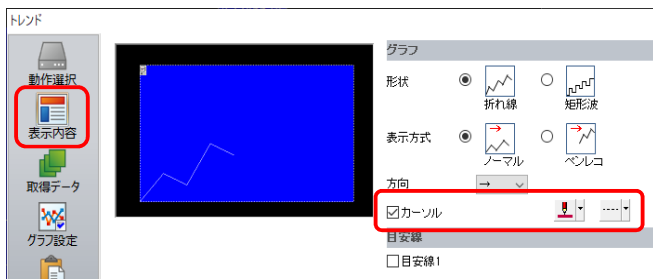 トレンド
動作選択
表示内容
取得データ
グラフ設定
グラフ
形状
折れ線
矩形波
表示方式
ノーマル
ペンレコ
方向
→
カーソル
目安線
目安線1